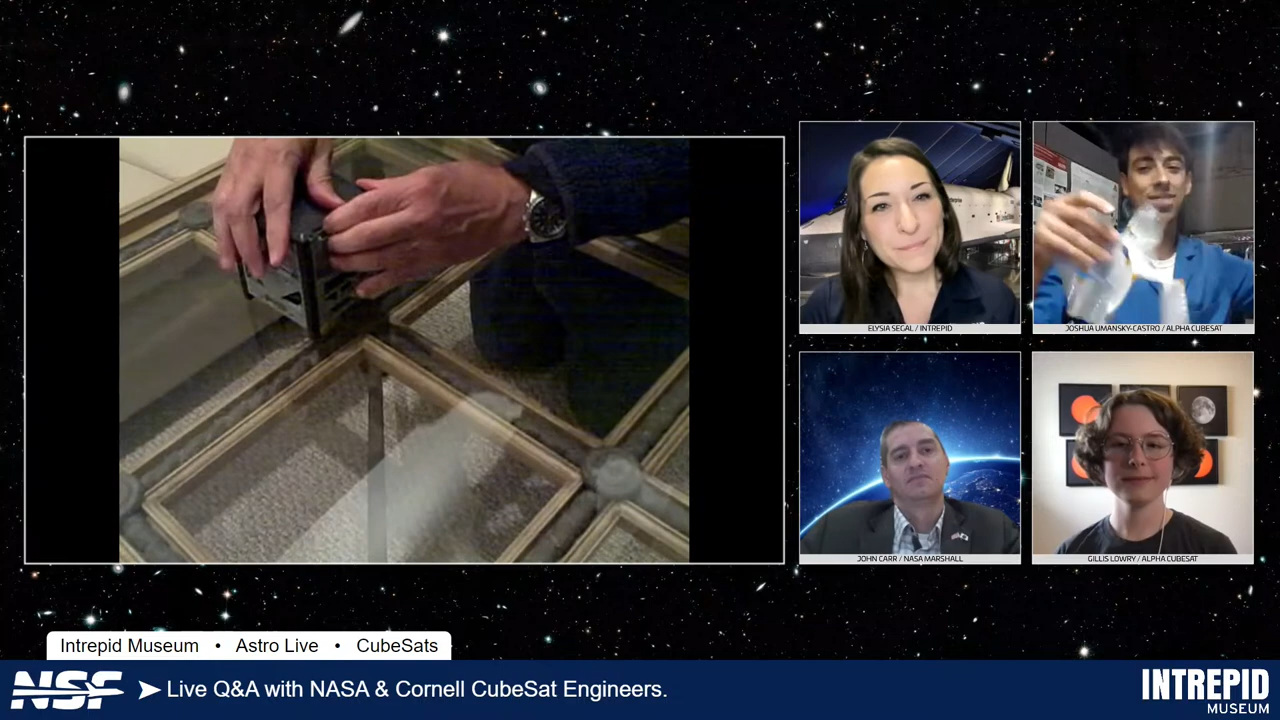 ELYSIA SEGAL / INTREPID
JOSHUA UMANSKY-CASTRO / ALPHA CUBESAT
JOHN CARR / NASA MARSHALL
GILLIS LOWRY / ALPHA CUBESAT
Intrepid Museum • Astro Live • CubeSats
NSF
Live Q&A with NASA & Cornell CubeSat Engineers.
INTREPID
MUSEUM